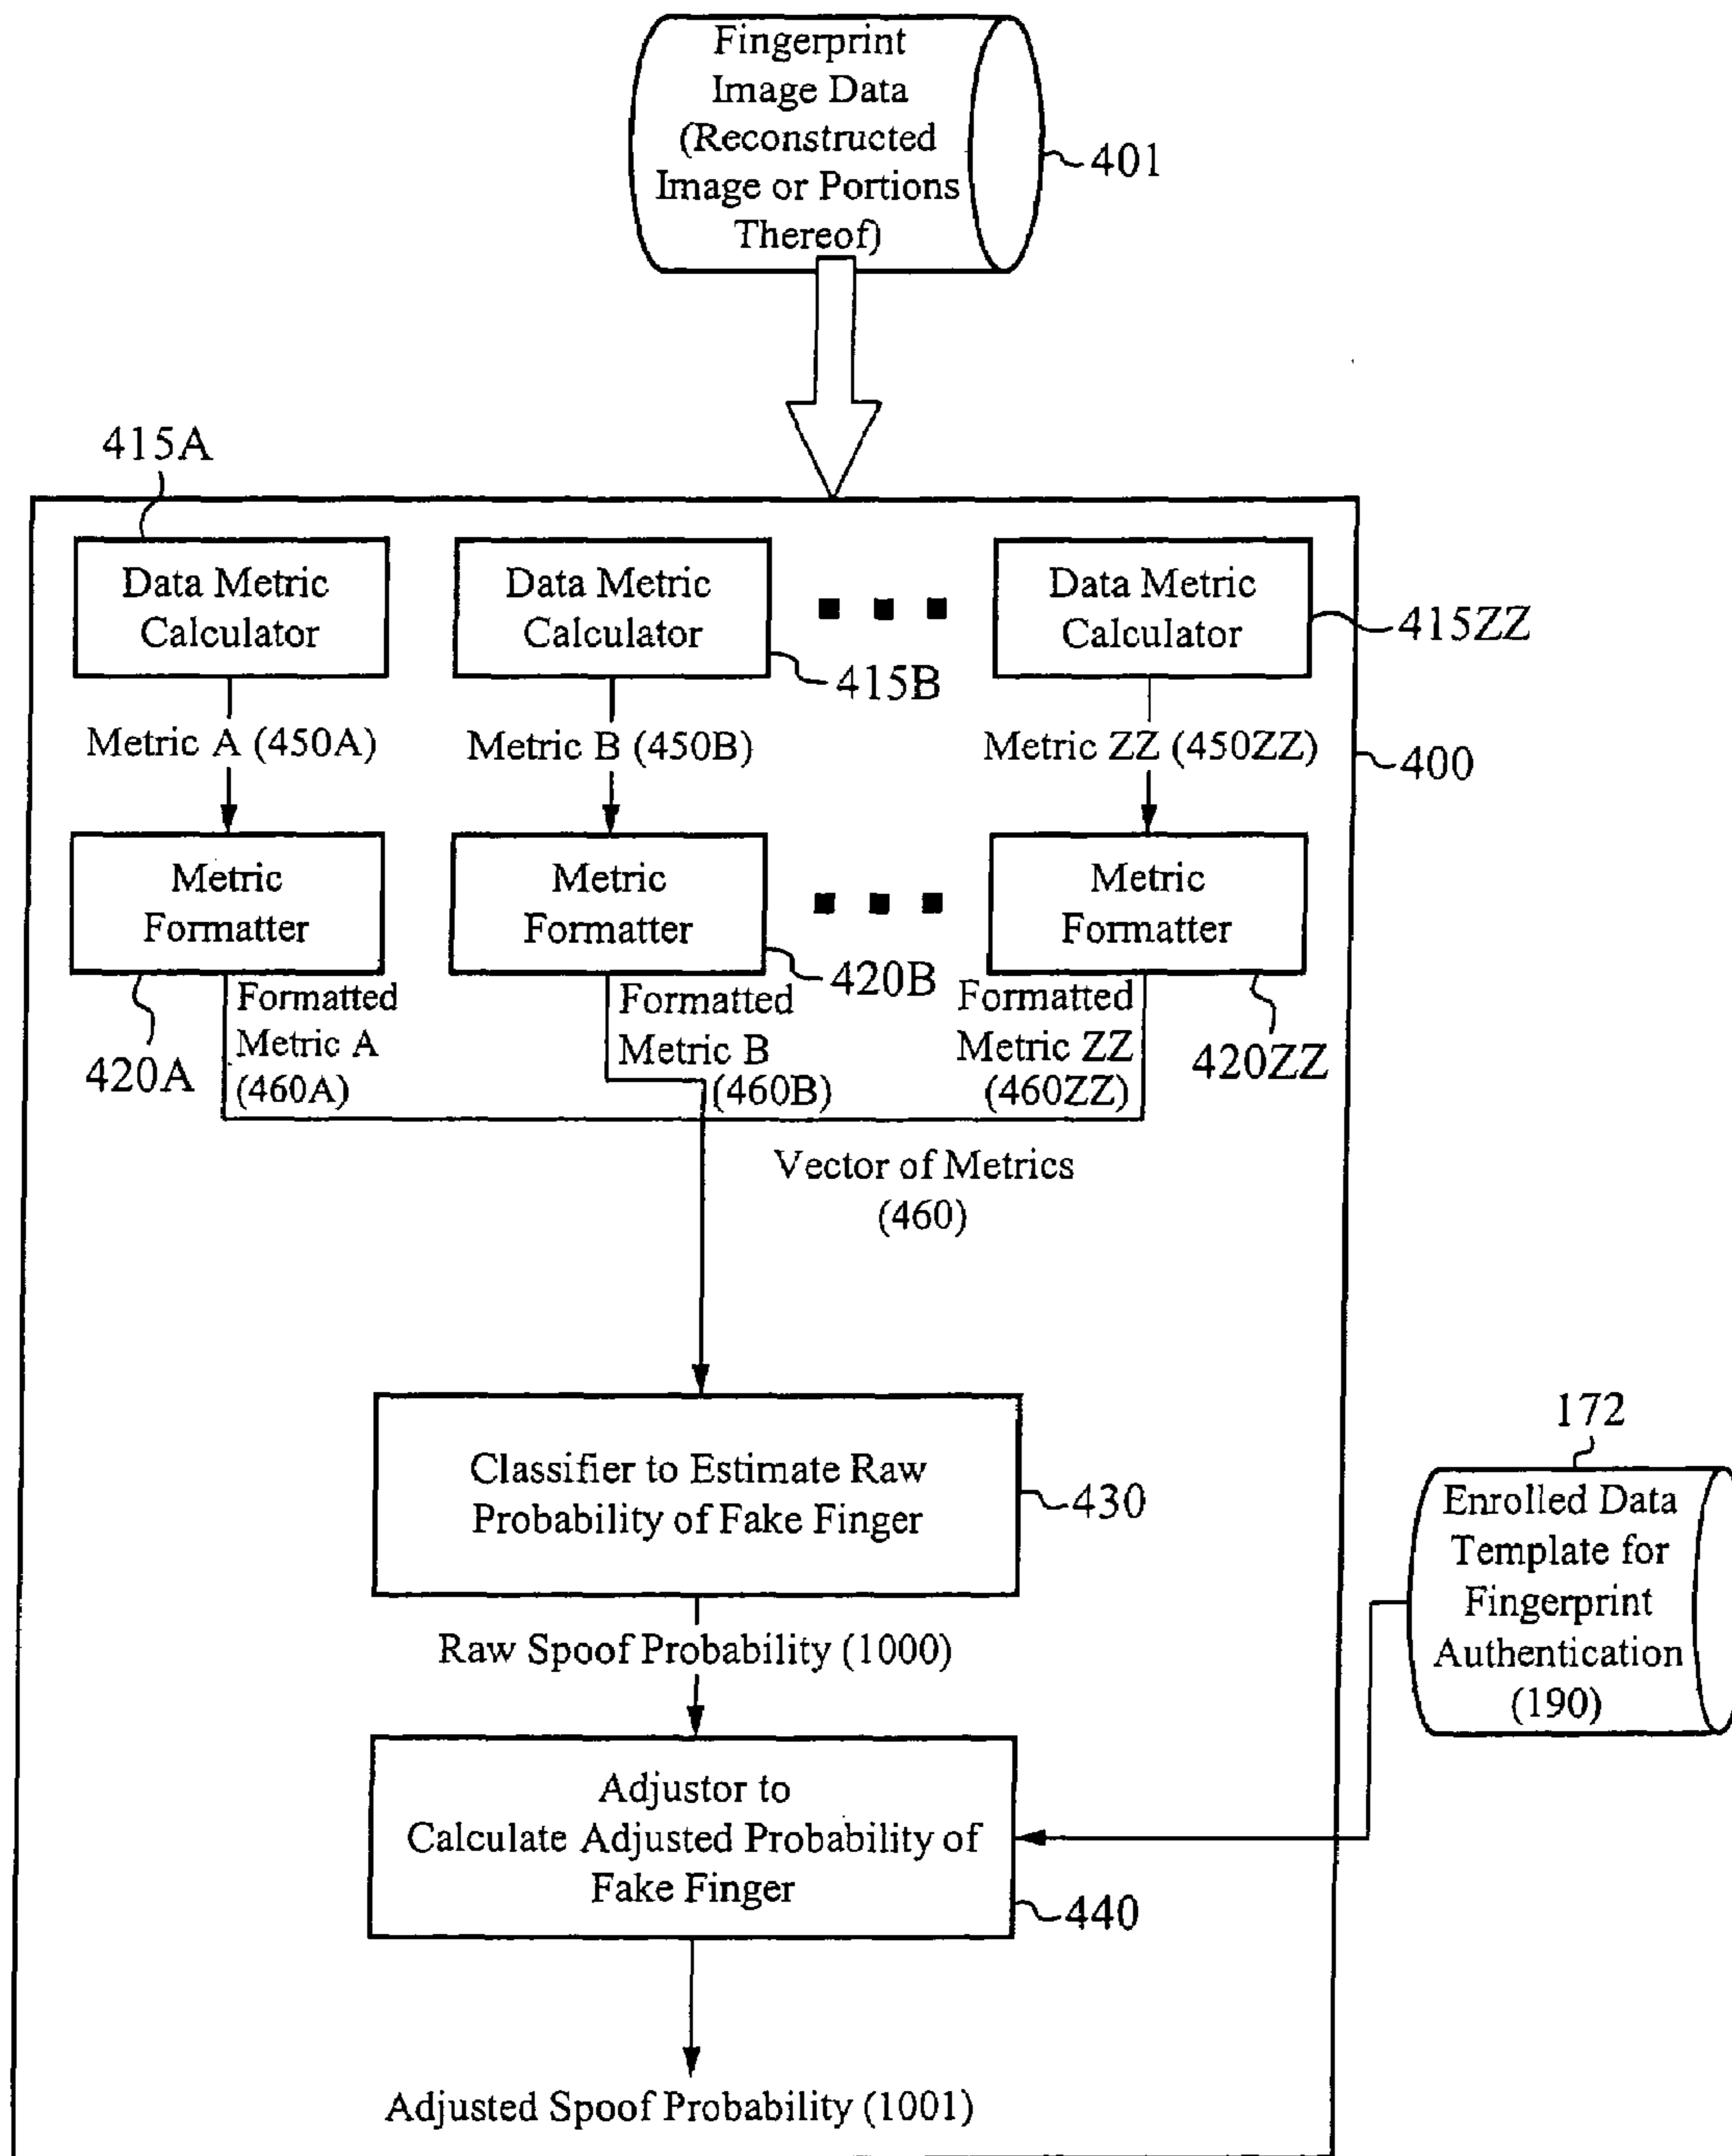 Fingerprint
Image Data
(Reconstructed
Image or Portions
Thereof)
401
415A
Data Metric
Calculator
Data Metric
Calculator
Data Metric
Calculator
415ZZ
415B
Metric A (450A)
Metric B (450B)
Metric ZZ (450ZZ)
400
Metric
Formatter
Metric
Formatter
Metric
Formatter
420A
Formatted
Metric A
(460A)
420B
Formatted
Metric B
(460B)
Formatted
Metric ZZ
(460ZZ)
420ZZ
Vector of Metrics
(460)
Classifier to Estimate Raw
Probability of Fake Finger
430
172
Enrolled Data
Template for
Fingerprint
Authentication
(190)
Raw Spoof Probability (1000)
Adjustor to
Calculate Adjusted Probability of
Fake Finger
440
Adjusted Spoof Probability (1001)